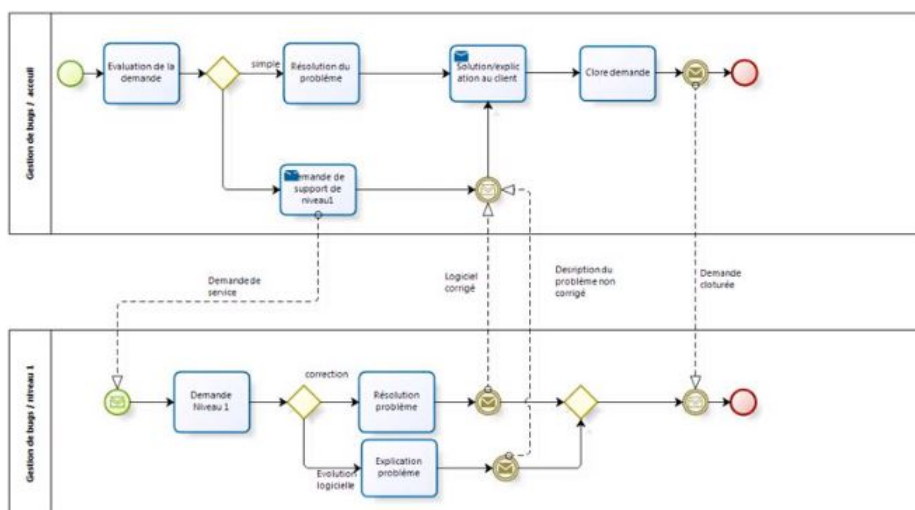 Gestion de bugs / acceuil
Evaluation de la
demande
simple
Résolution du
problème
Solution/explic
ation au client
Clore demande
Demande de
support de
niveau1
Demande de
service
Logiciel
corrigé
Desription du
problème non
corrigé
Demande
cloturée
Gestion de bugs / niveau 1
Demande
Niveau 1
correction
Résolution
problème
Evolution
logicielle
Explication
problème